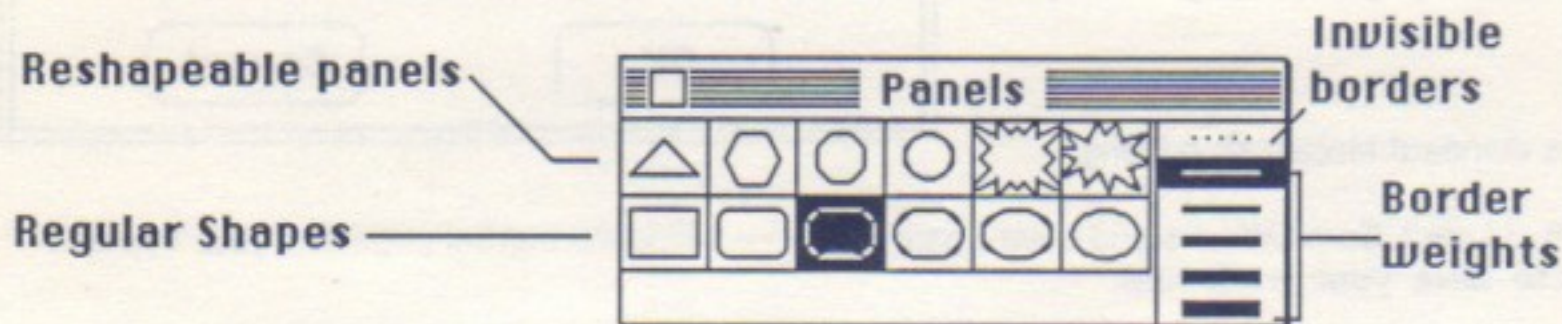 Invisible
borders
Reshapeable panels
Panels
Regular Shapes
Border
weights